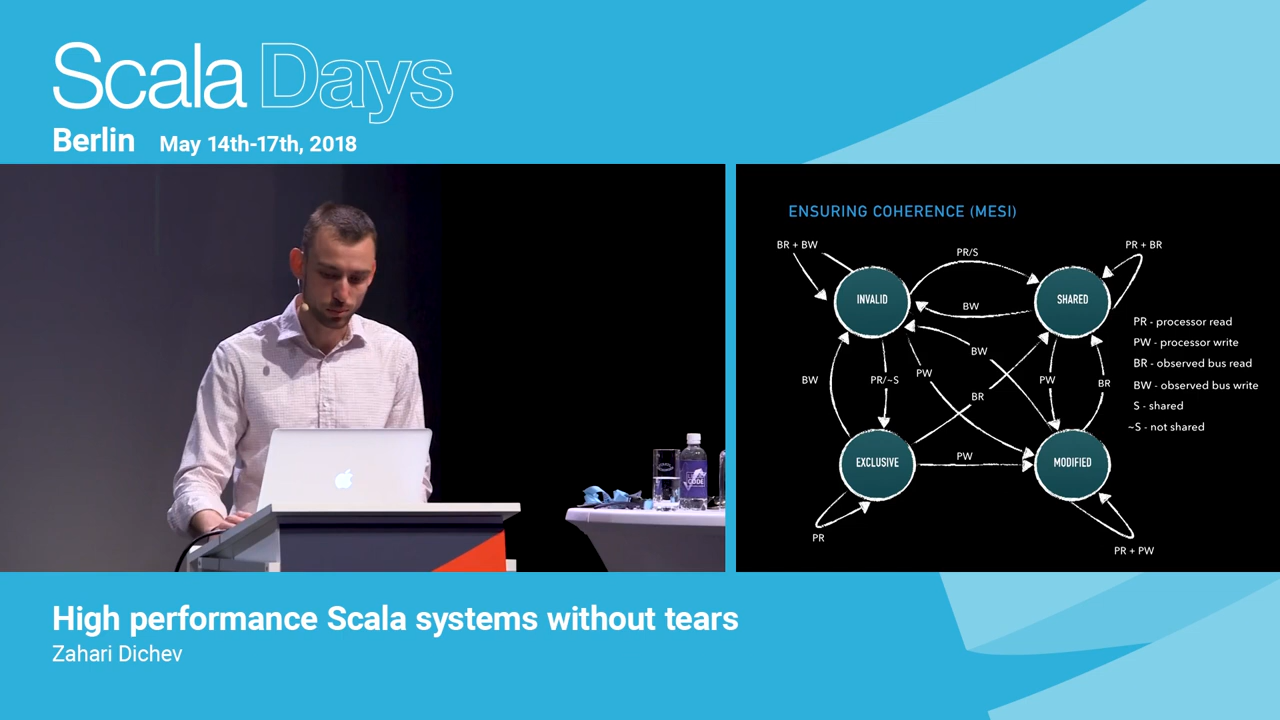 Scala Days
Berlin May 14th-17th, 2018
ENSURING COHERENCE (MESI)
BR + BW
PR/S
PR + BR
INVALID
SHARED
BW
PR - processor read
PW - processor write
BR - observed bus read
BW - observed bus write
S - shared
~S - not shared
BW
BW
PR/~S
PW
PW
BR
BR
EXCLUSIVE
PW
MODIFIED
PR
PR + PW
CODE
High performance Scala systems without tears
Zahari Dichev